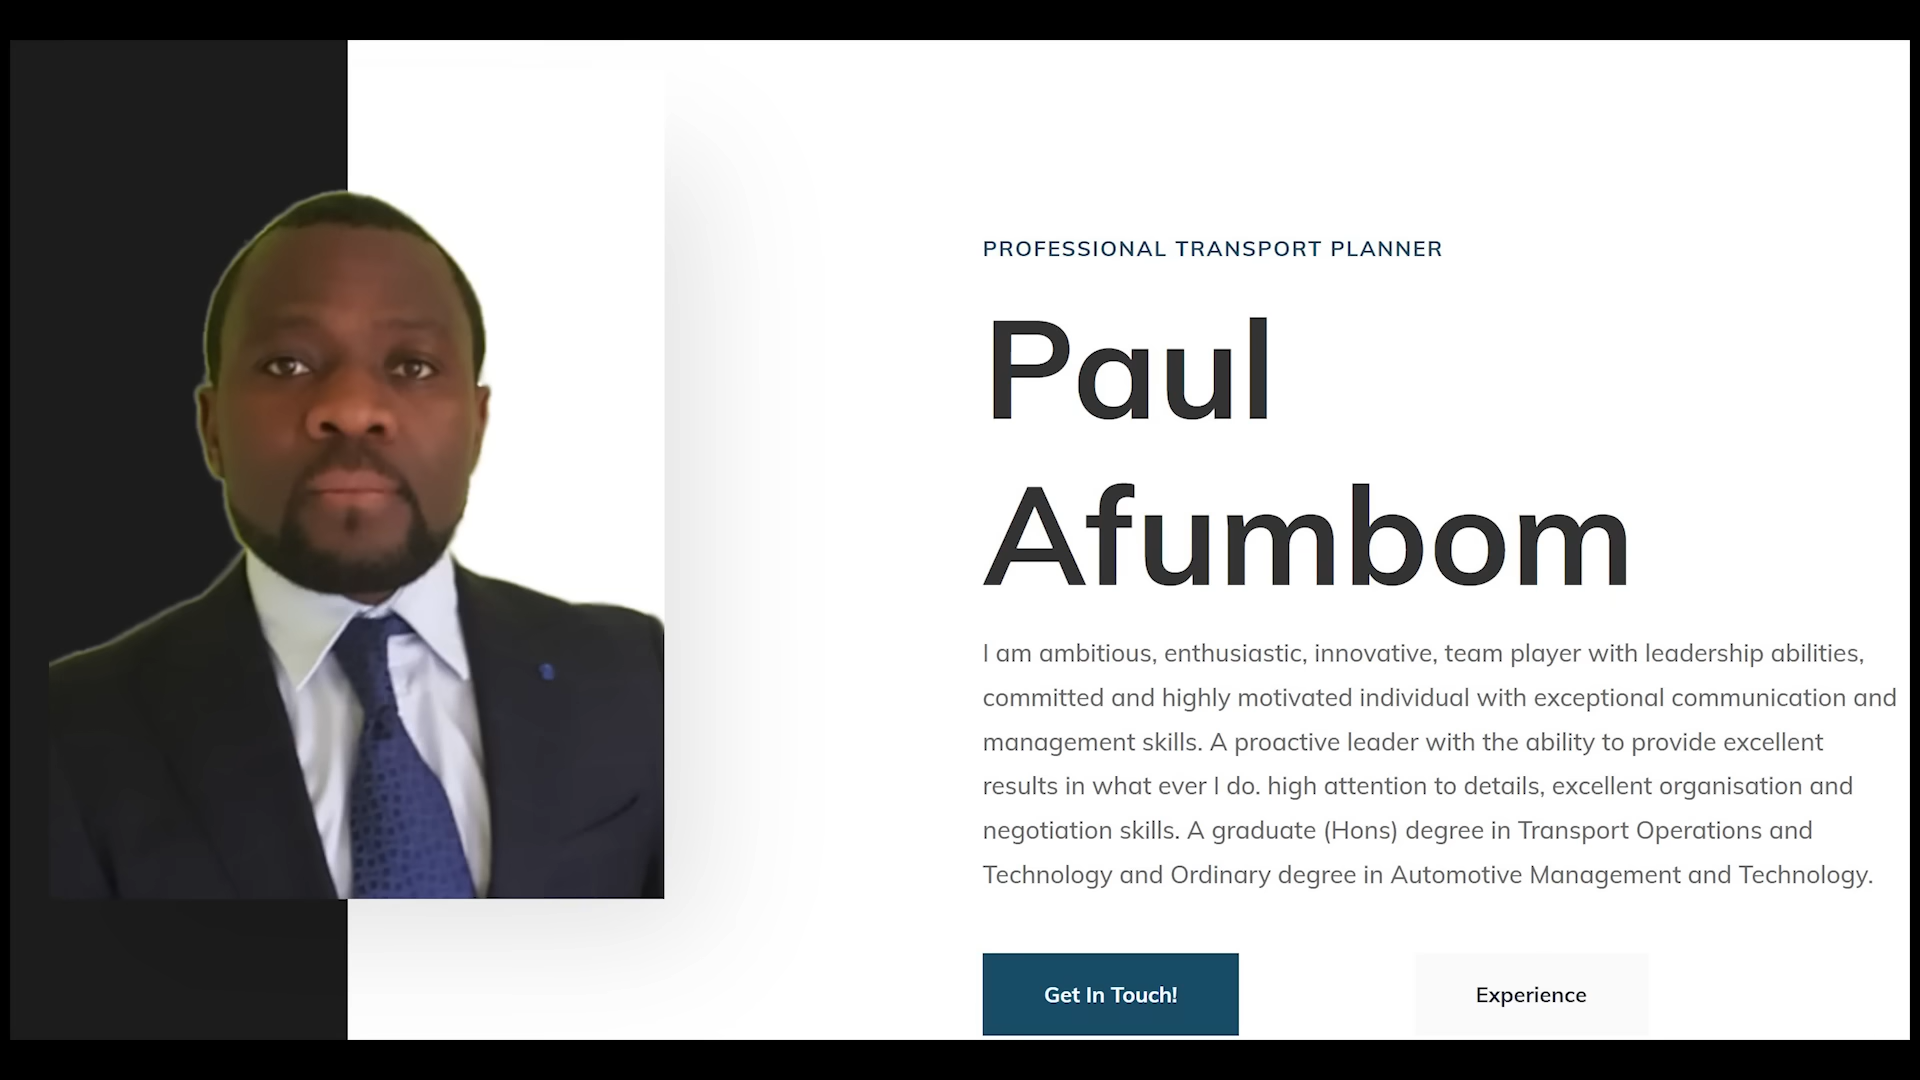 PROFESSIONAL TRANSPORT PLANNER
Paul
Afumbom
I am ambitious, enthusiastic, innovative, team player with leadership abilities,
committed and highly motivated individual with exceptional communication and
management skills. A proactive leader with the ability to provide excellent
results in what ever I do. high attention to details, excellent organisation and
negotiation skills. A graduate (Hons) degree in Transport Operations and
Technology and Ordinary degree in Automotive Management and Technology.
Get In Touch!
Experience